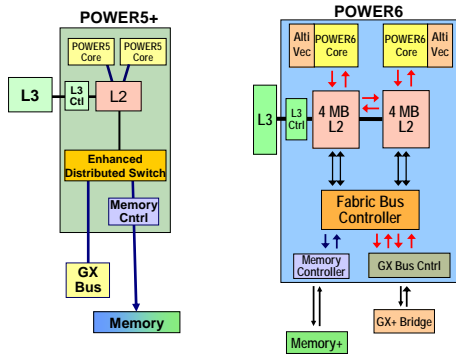 POWER5+
POWER5
Core
POWER5
Core
L3
L3
Ctl
L2
Enhanced
Distributed Switch
Memory
Cntrl
GX
Bus
Memory
POWER6
Alti
Vec
POWER6
Core
POWER6
Core
Alti
Vec
L3
L3
Ctrl
4 MB
L2
4 MB
L2
Fabric Bus
Controller
Memory
Controller
GX Bus Cntrl
Memory+
GX+ Bridge